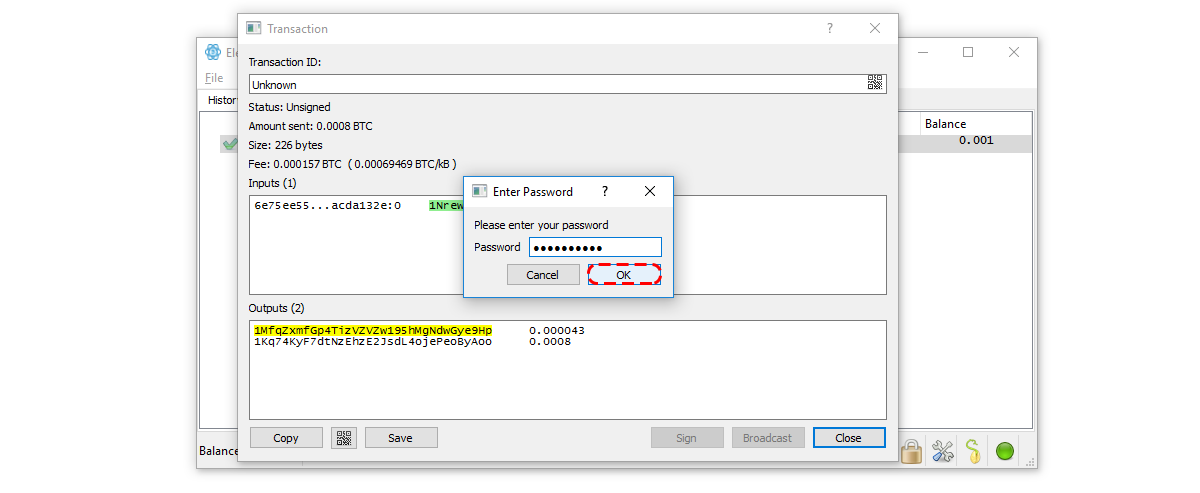 Transaction
?
Ele
File
History
Balance
0.001
Transaction ID:
Unknown
Status: Unsigned
Amount sent: 0.0008 BTC
Size: 226 bytes
Fee: 0.000157 BTC ( 0.00069469 BTC/kB )
Inputs (1)
6e75ee55...acda132e:0 1Nrew
Enter Password
?
Please enter your password
Password ●●●●●●●●●●
Cancel OK
Outputs (2)
1MfqZxmfGp4TizVZVZw195hMgNdwGye9Hp 0.000043
1Kq74KyF7dtNzEhzE2JsdL4ojePeoByAoo 0.0008
Copy Save Sign Broadcast Close
Balance